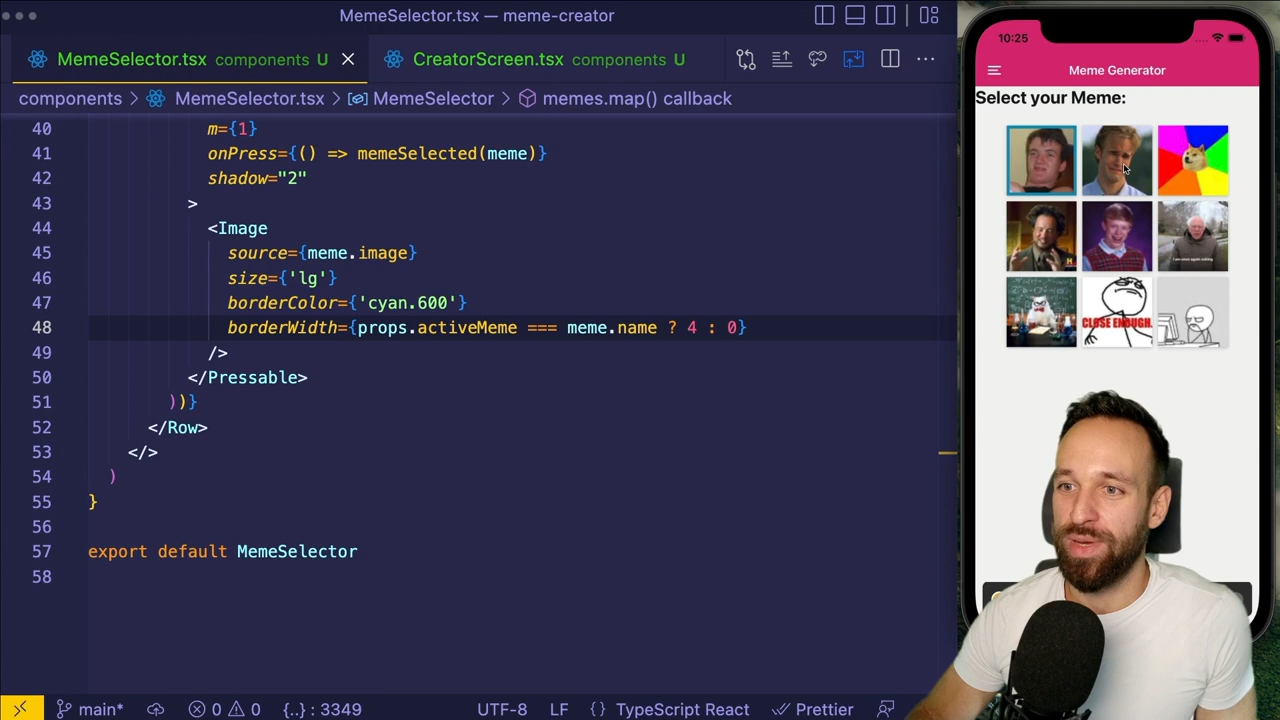 MemeSelector.tsx — meme-creator
MemeSelector.tsx components U
CreatorScreen.tsx components U
components > MemeSelector.tsx > MemeSelector > memes.map() callback
40 m={1}
41 onPress={() => memeSelected(meme)}
42 shadow="2"
43 >
44 <Image
45 source={meme.image}
46 size={'lg'}
47 borderColor={'cyan.600'}
48 borderWidth={props.activeMeme === meme.name ? 4 : 0}
49 />
50 </Pressable>
51 ))}
52 </Row>
53 </>
54 )
55 }
56
57 export default MemeSelector
58
main* 0 0 {..} : 3349 UTF-8 LF {} TypeScript React Prettier
10:25
Meme Generator
Select your Meme:
H
I am once again asking
CLOSE ENOUGH.